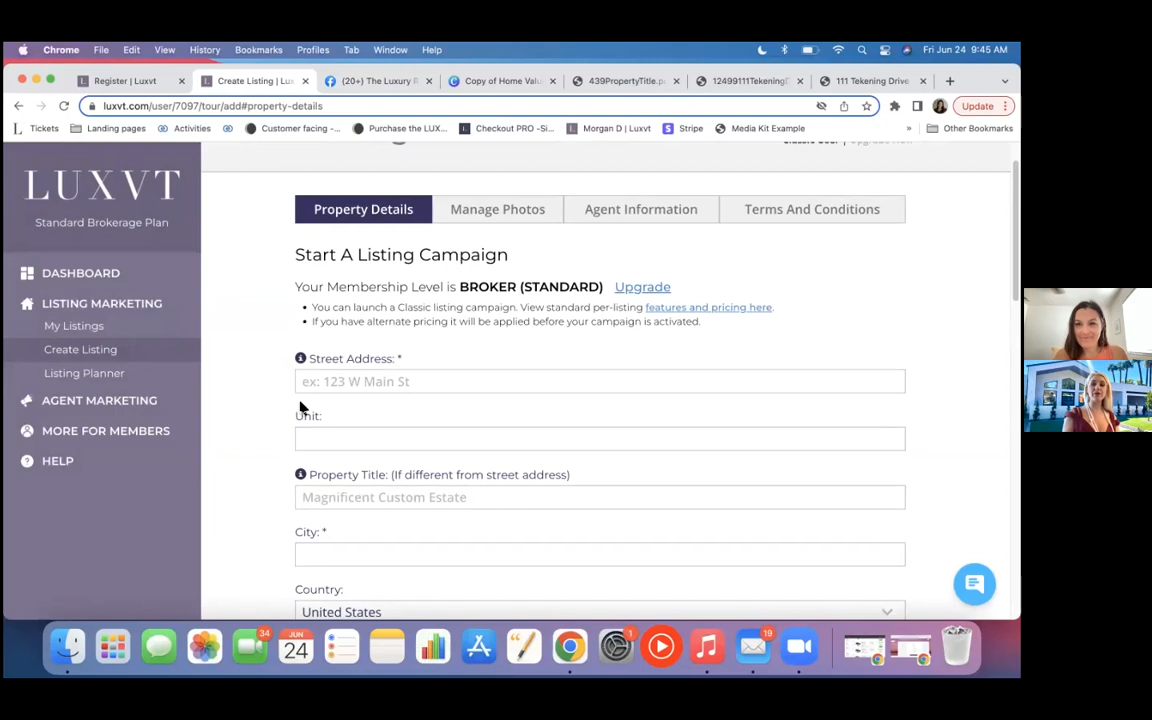 Chrome File Edit View History Bookmarks Profiles Tab Window Help Fri Jun 24 9:45 AM
Register | Luxvt Create Listing | Lux (20+) The Luxury Copy of Home Valu 439PropertyTitle.p 12499111Tekening 111 Tekening Drive
luxvt.com/user/7097/tour/add#property-details Update
Tickets Landing pages Activities Customer facing -... Purchase the LUX... Checkout PRO -Si... Morgan D | Luxvt Stripe Media Kit Example » Other Bookmarks
LUXVT
Standard Brokerage Plan
DASHBOARD
LISTING MARKETING
My Listings
Create Listing
Listing Planner
AGENT MARKETING
MORE FOR MEMBERS
HELP
Property Details Manage Photos Agent Information Terms And Conditions
Start A Listing Campaign
Your Membership Level is BROKER (STANDARD) Upgrade
• You can launch a Classic listing campaign. View standard per-listing features and pricing here.
• If you have alternate pricing it will be applied before your campaign is activated.
Street Address: *
ex: 123 W Main St
Unit:
Property Title: (If different from street address)
Magnificent Custom Estate
City: *
Country:
United States
34 JUN 24 1 19